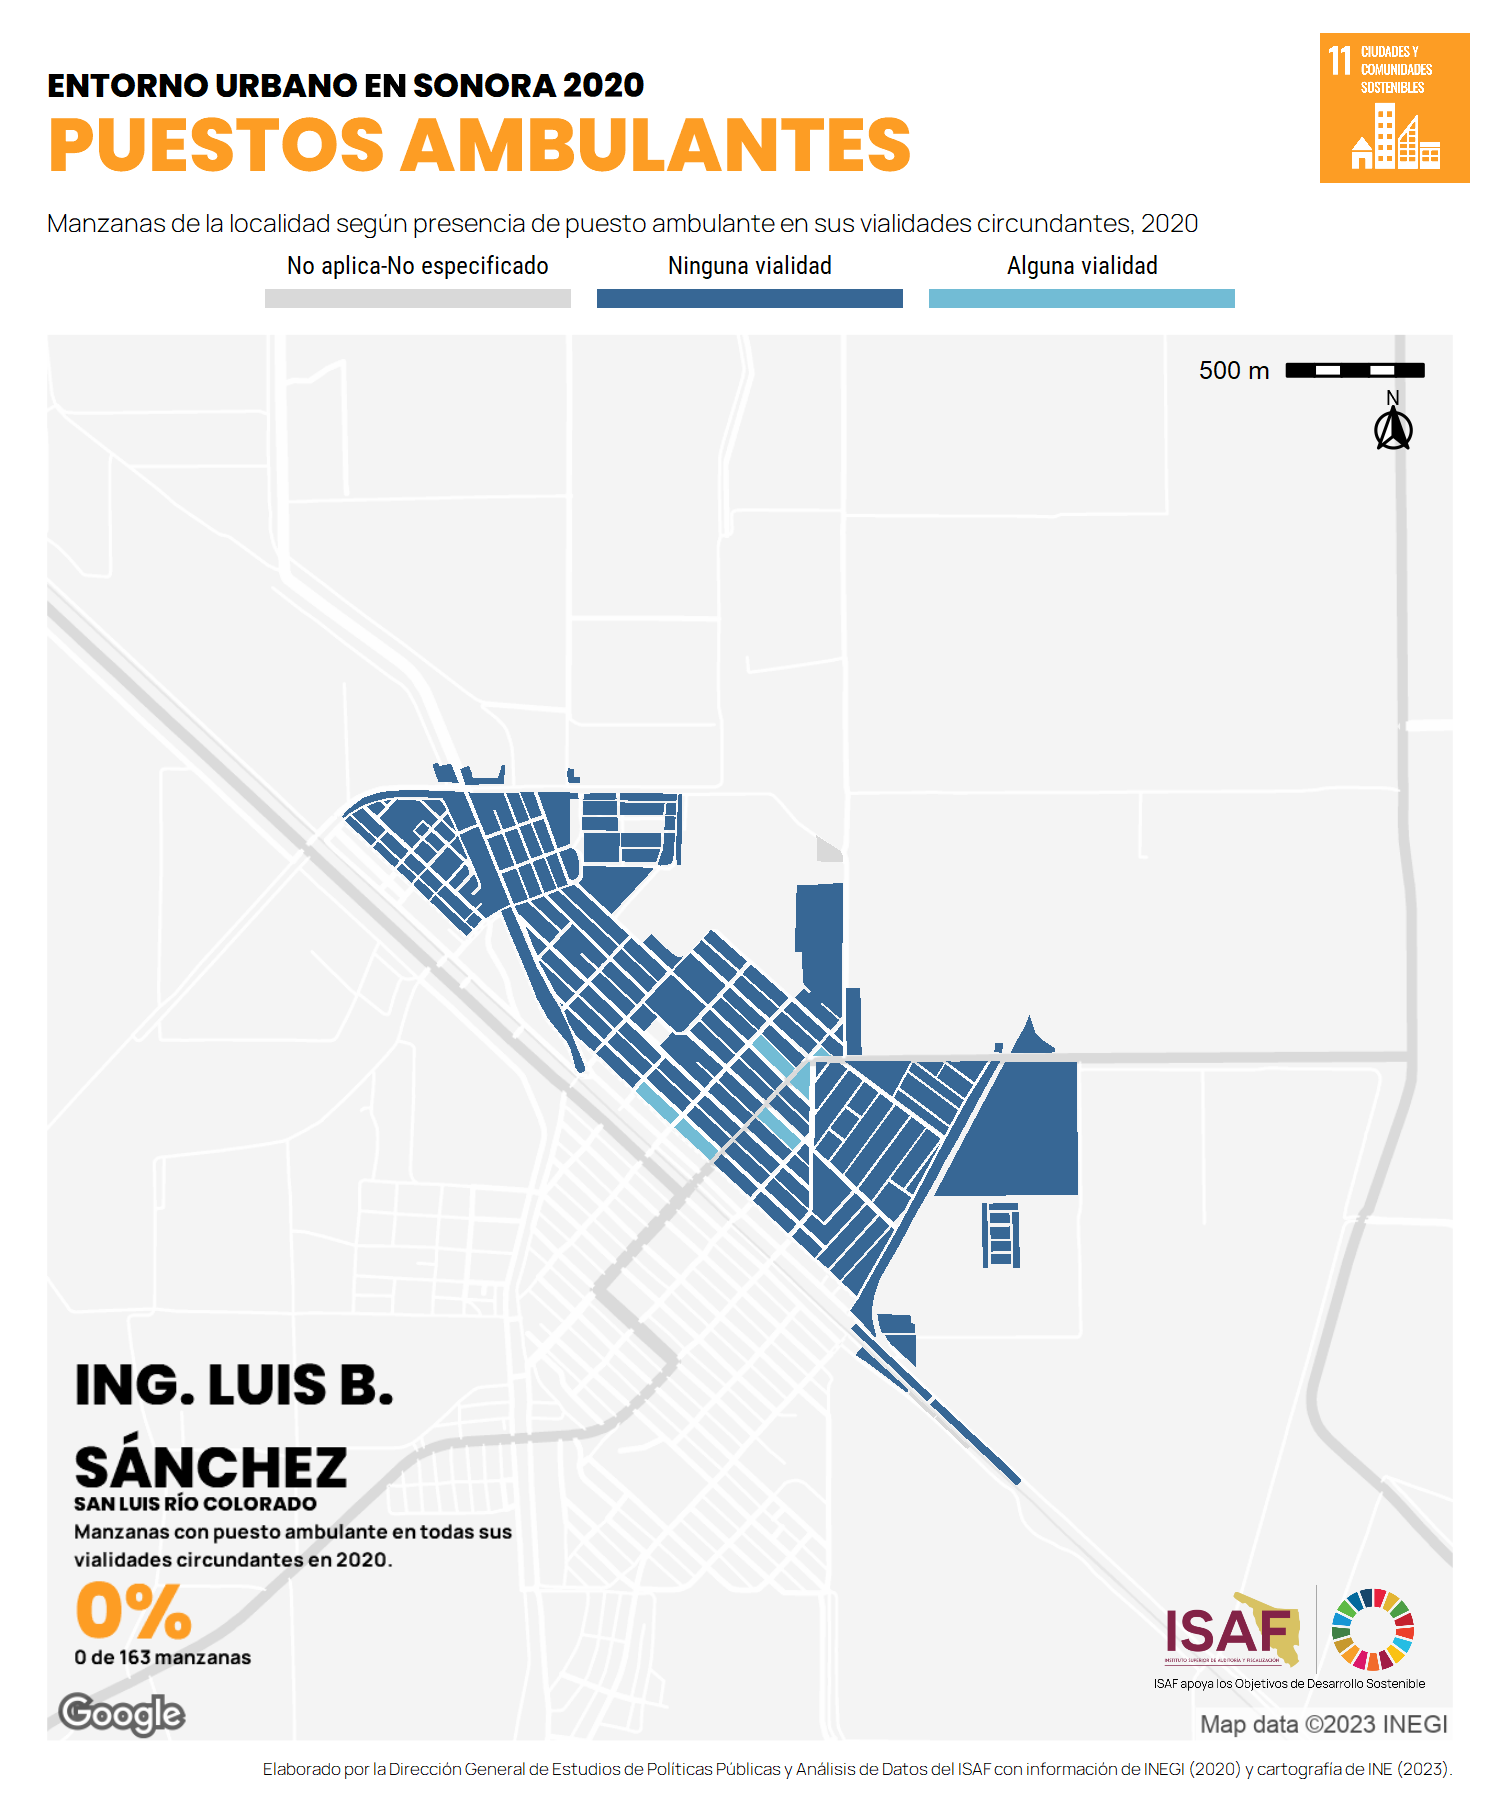 11 CIUDADES Y
COMUNIDADES
SOSTENIBLES
ENTORNO URBANO EN SONORA 2020
PUESTOS AMBULANTES
Manzanas de la localidad según presencia de puesto ambulante en sus vialidades circundantes, 2020
No aplica-No especificado
Ninguna vialidad
Alguna vialidad
500 m
N
ING. LUIS B.
SÁNCHEZ
SAN LUIS RÍO COLORADO
Manzanas con puesto ambulante en todas sus
vialidades circundantes en 2020.
0%
0 de 163 manzanas
ISAF
INSTITUTO SUPERIOR DE AUDITORÍA Y FISCALIZACIÓN
ISAF apoya los Objetivos de Desarrollo Sostenible
Google
Map data ©2023 INEGI
Elaborado por la Dirección General de Estudios de Políticas Públicas y Análisis de Datos del ISAF con información de INEGI (2020) y cartografía de INE (2023).